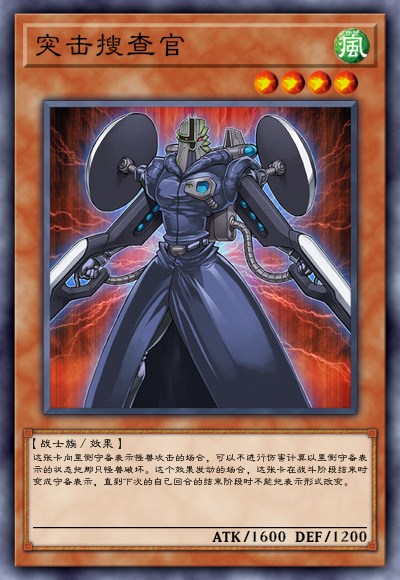 突击搜查官
風
【战士族／效果】
这张卡向里侧守备表示怪兽攻击的场合，可以不进行伤害计算以里侧守备表
示的状态把那只怪兽破坏。这个效果发动的场合，这张卡在战斗阶段结束时
变成守备表示，直到下次的自己回合的结束阶段时不能把表示形式改变。
ATK/1600 DEF/1200